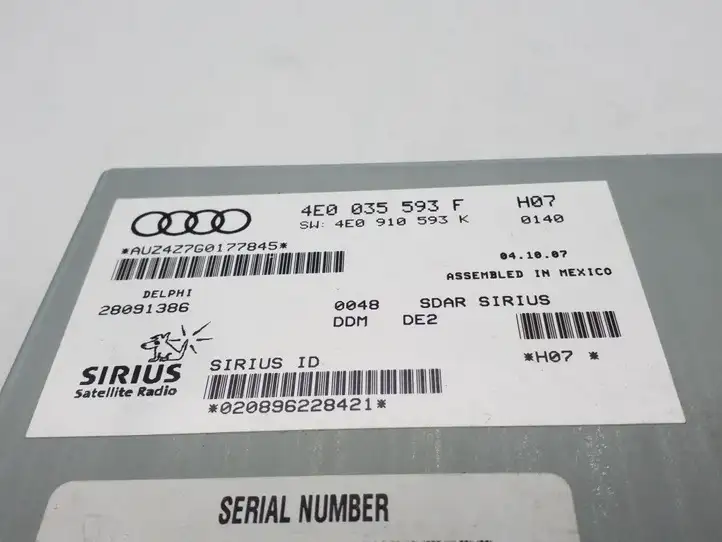 4E0 035 593 F H07
SW: 4E0 910 593 K 0140
*AUZ4Z7G0177845*
04.10.07
ASSEMBLED IN MEXICO
DELPHI
28091386
0048 SDAR SIRIUS
DDM DE2
*H07 *
SIRIUS
Satellite Radio
SIRIUS ID
*020896228421*
SERIAL NUMBER